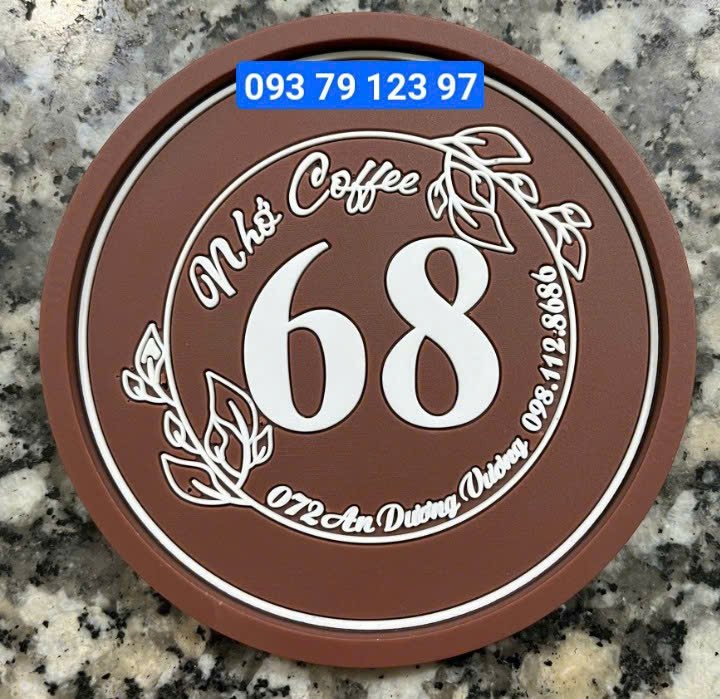 093 79 123 97
Nhớ Coffee
68
072 An Dương Vương 098.112.8686